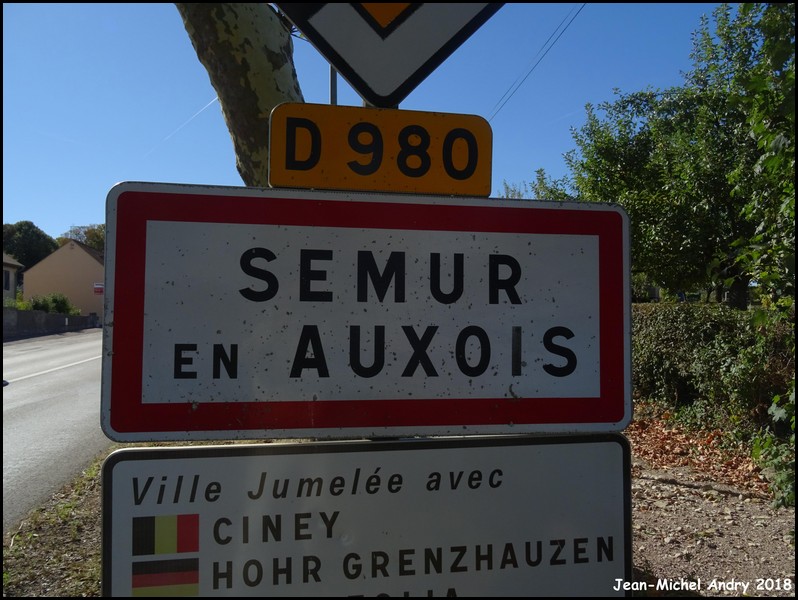 D 980
SEMUR
EN AUXOIS
Ville Jumelée avec
CINEY
HOHR GRENZHAUZEN
Jean-Michel Andry 2018